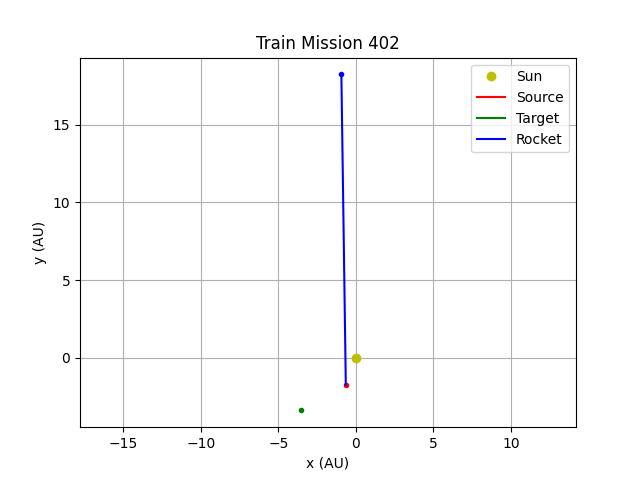 Train Mission 402
Sun
Source
Target
Rocket
15
10
5
0
−15
−10
−5
0
5
10
y (AU)
x (AU)